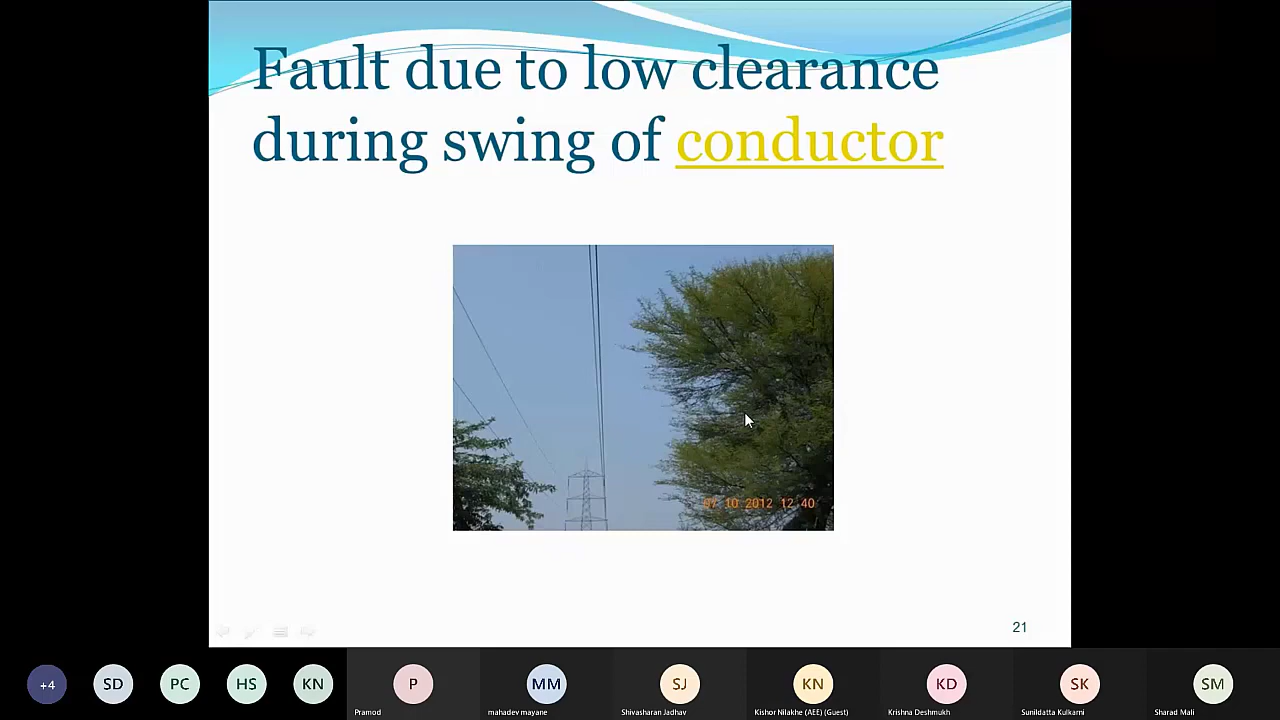 Fault due to low clearance
during swing of conductor
07 10 2012 12 40
21
+4
SD
PC
HS
KN
P
MM
SJ
KN
KD
SK
SM
Pramod
mahadev mayane
Shivasharan Jadhav
Kishor Nilakhe (AEE) (Guest)
Krishna Deshmukh
Sunildatta Kulkarni
Sharad Mali